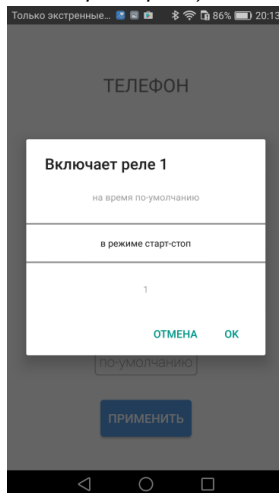 Только экстренные... 86% 20:13
ТЕЛЕФОН
Включает реле 1
на время по-умолчанию
в режиме старт-стоп
1
ОТМЕНА OK
по-умолчанию
ПРИМЕНИТЬ